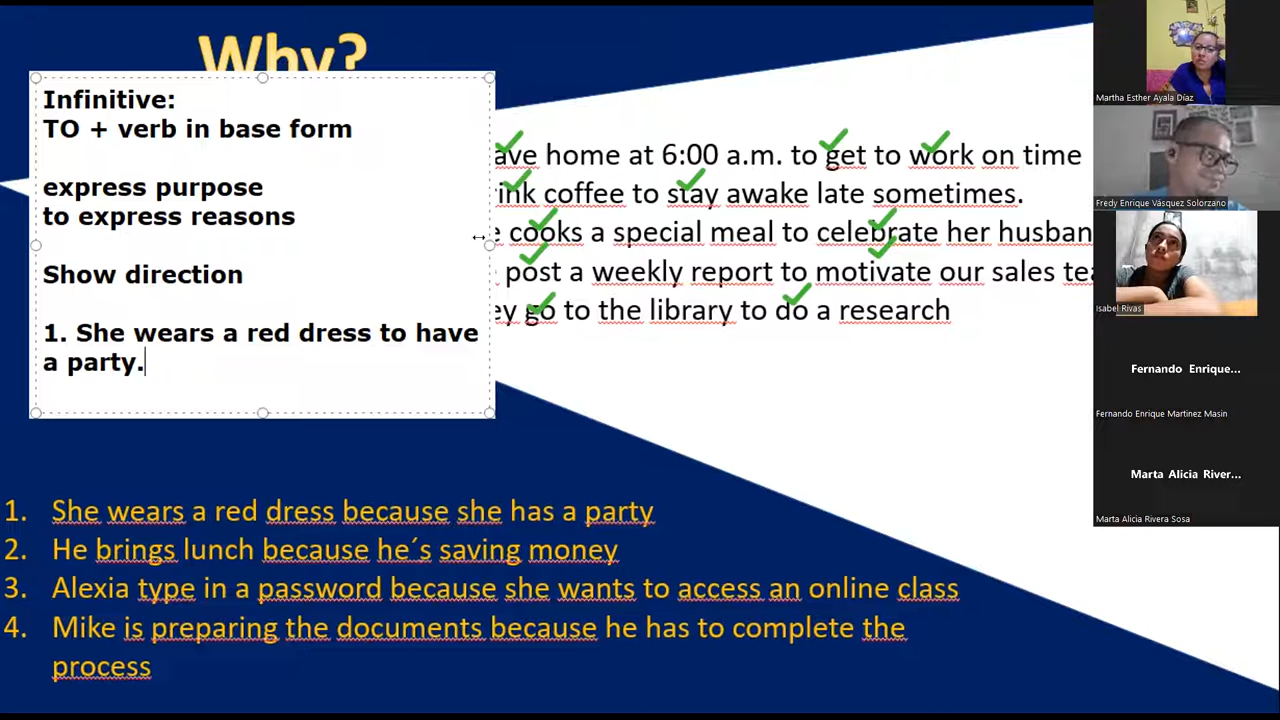 Why?
Infinitive:
TO + verb in base form
express purpose
to express reasons
Show direction
1. She wears a red dress to have
a party.
home at 6:00 a.m. to get to work on time
coffee to stay awake late sometimes.
cooks a special meal to celebrate her husban
post a weekly report to motivate our sales
go to the library to do a research
1. She wears a red dress because she has a party
2. He brings lunch because he´s saving money
3. Alexia type in a password because she wants to access an online class
4. Mike is preparing the documents because he has to complete the
process
Martha Esther Ayala Díaz
Fredy Enrique Vásquez Solorzano
Isabel Rivas
Fernando Enrique...
Fernando Enrique Martinez Masin
Marta Alicia River...
Marta Alicia Rivera Sosa